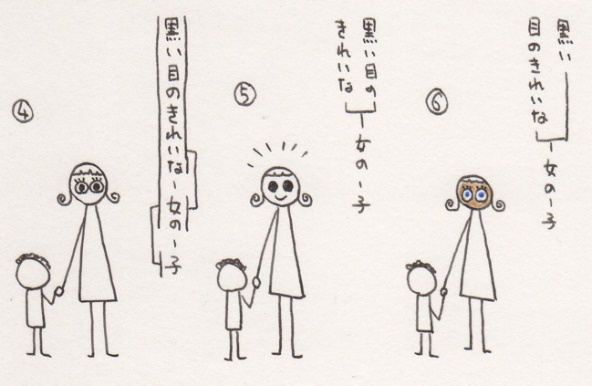 ④
黒い目のきれいな女の子
⑤
黒い目の
きれいな
女の子
⑥
黒い
目のきれいな
女の子